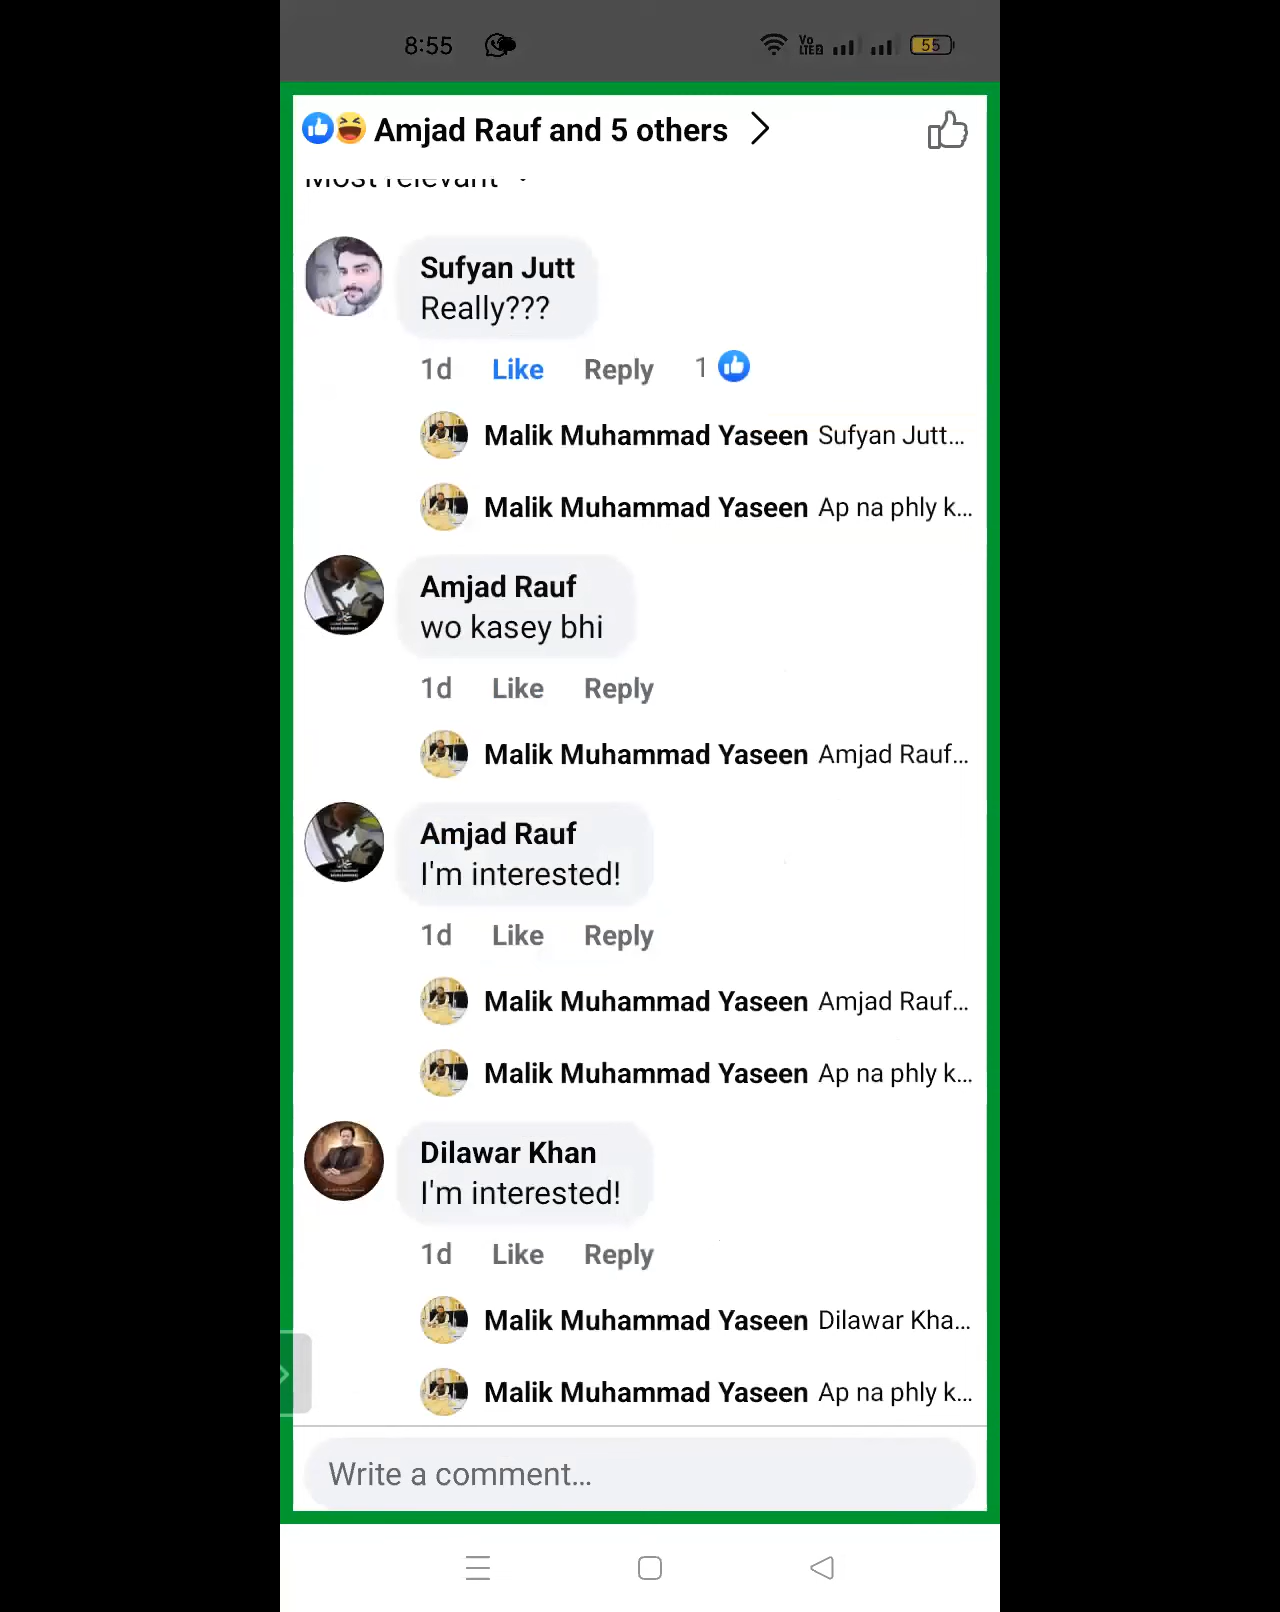 8:55
Vo
LTE2
55
Amjad Rauf and 5 others
Most relevant
Sufyan Jutt
Really???
1d Like Reply 1
Malik Muhammad Yaseen Sufyan Jutt...
Malik Muhammad Yaseen Ap na phly k...
Amjad Rauf
wo kasey bhi
1d Like Reply
Malik Muhammad Yaseen Amjad Rauf...
Amjad Rauf
I'm interested!
1d Like Reply
Malik Muhammad Yaseen Amjad Rauf...
Malik Muhammad Yaseen Ap na phly k...
Dilawar Khan
I'm interested!
1d Like Reply
Malik Muhammad Yaseen Dilawar Kha...
Malik Muhammad Yaseen Ap na phly k...
Write a comment...